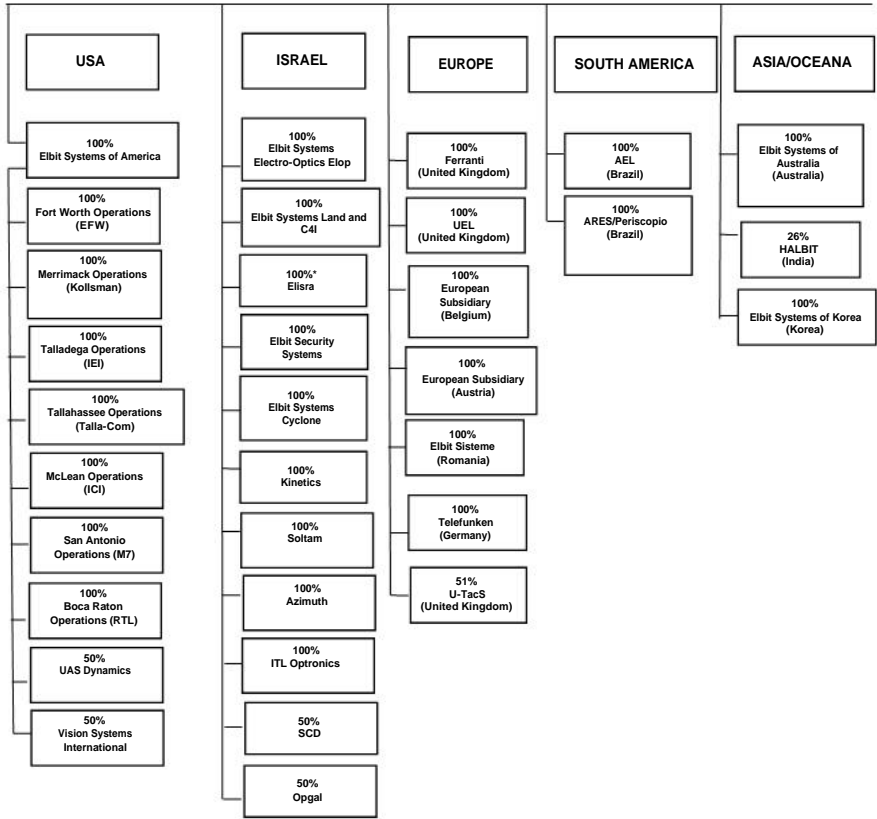 USA
100%
Elbit Systems of America
100%
Fort Worth Operations
(EFW)
100%
Merrimack Operations
(Kollsman)
100%
Talladega Operations
(IEI)
100%
Tallahassee Operations
(Talla-Com)
100%
McLean Operations
(ICI)
100%
San Antonio
Operations (M7)
100%
Boca Raton
Operations (RTL)
50%
UAS Dynamics
50%
Vision Systems
International
ISRAEL
100%
Elbit Systems
Electro-Optics Elop
100%
Elbit Systems Land and
C4I
100%*
Elisra
100%
Elbit Security
Systems
100%
Elbit Systems
Cyclone
100%
Kinetics
100%
Soltam
100%
Azimuth
100%
ITL Optronics
50%
SCD
50%
Opgal
EUROPE
100%
Ferranti
(United Kingdom)
100%
UEL
(United Kingdom)
100%
European
Subsidiary
(Belgium)
100%
European Subsidiary
(Austria)
100%
Elbit Sisteme
(Romania)
100%
Telefunken
(Germany)
51%
U-TacS
(United Kingdom)
SOUTH AMERICA
100%
AEL
(Brazil)
100%
ARES/Periscopio
(Brazil)
ASIA/OCEANA
100%
Elbit Systems of
Australia
(Australia)
26%
HALBIT
(India)
100%
Elbit Systems of Korea
(Korea)